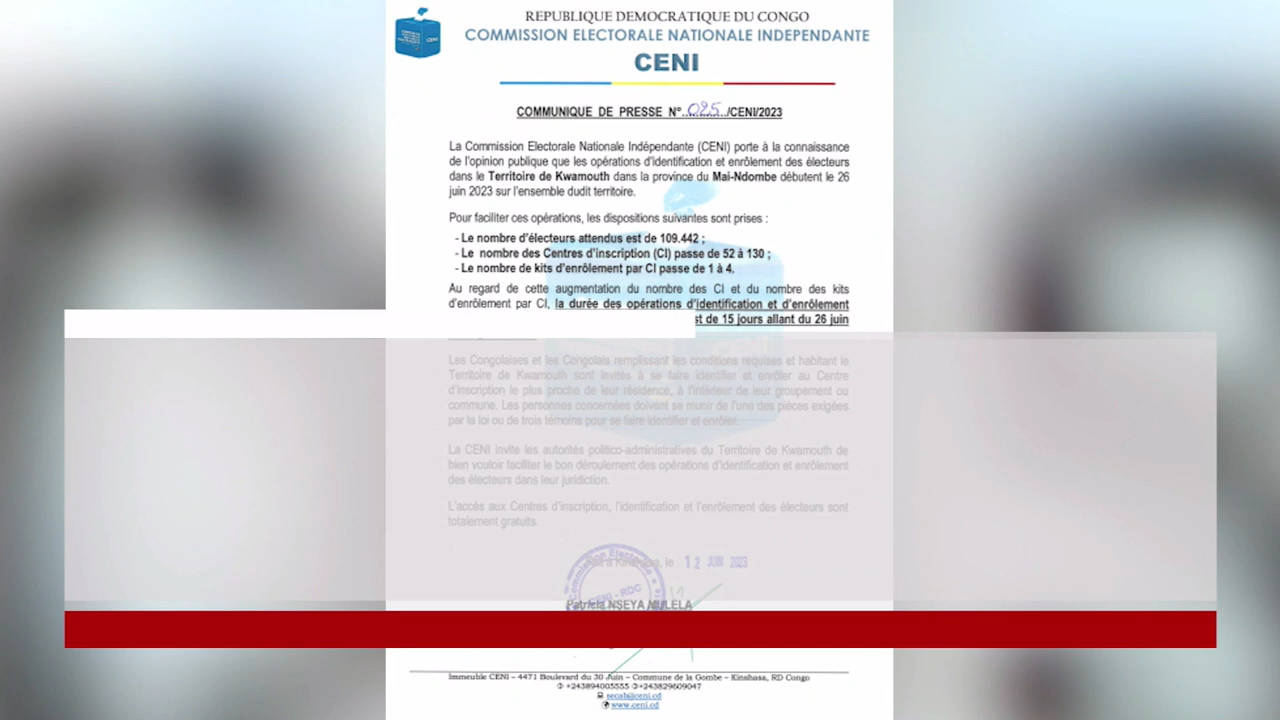 REPUBLIQUE DEMOCRATIQUE DU CONGO
COMMISSION ELECTORALE NATIONALE INDEPENDANTE
CENI
COMMUNIQUE DE PRESSE N°..025../CENI/2023
La Commission Electorale Nationale Indépendante (CENI) porte à la connaissance
de l'opinion publique que les opérations d'identification et enrôlement des électeurs
dans le Territoire de Kwamouth dans la province du Mai-Ndombe débutent le 26
juin 2023 sur l'ensemble dudit territoire.
Pour faciliter ces opérations, les dispositions suivantes sont prises :
- Le nombre d'électeurs attendus est de 109.442 ;
- Le nombre des Centres d'inscription (CI) passe de 52 à 130 ;
- Le nombre de kits d'enrôlement par CI passe de 1 à 4.
Au regard de cette augmentation du nombre des CI et du nombre des kits
d'enrôlement par CI, la durée des opérations d'identification et d'enrôlement
de 15 jours allant du 26 juin
Les Congolaises et les Congolais remplissant les conditions requises et habitant le
Territoire de Kwamouth sont invités à se faire identifier et enrôler au Centre
d'inscription le plus proche de leur résidence, à l'intérieur de leur groupement ou
commune. Les personnes concernées doivent se munir de l'une des pièces exigées
par la loi ou de trois témoins pour se faire identifier et enrôler.
La CENI invite les autorités politico-administratives du Territoire de Kwamouth de
bien vouloir faciliter le bon déroulement des opérations d'identification et enrôlement
des électeurs dans leur juridiction.
L'accès aux Centres d'inscription, l'identification et l'enrôlement des électeurs sont
totalement gratuits.
le 12 JUIN 2023
CENI - RDC
Patricia NSEYA MULELA
Immeuble CENI – 4471 Boulevard du 30 Juin – Commune de la Gombe – Kinshasa, RD Congo
+243894005555 +243829609047
secab@ceni.cd
www.ceni.cd